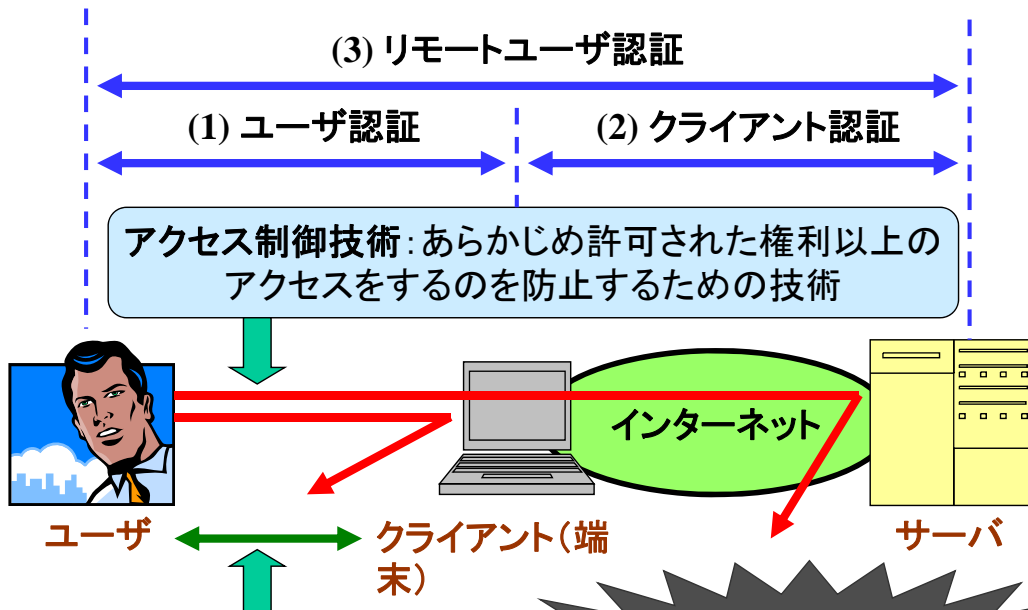 (3) リモートユーザ認証
(1) ユーザ認証
(2) クライアント認証
アクセス制御技術：あらかじめ許可された権利以上の
アクセスをするのを防止するための技術
インターネット
ユーザ
クライアント（端
末）
サーバ